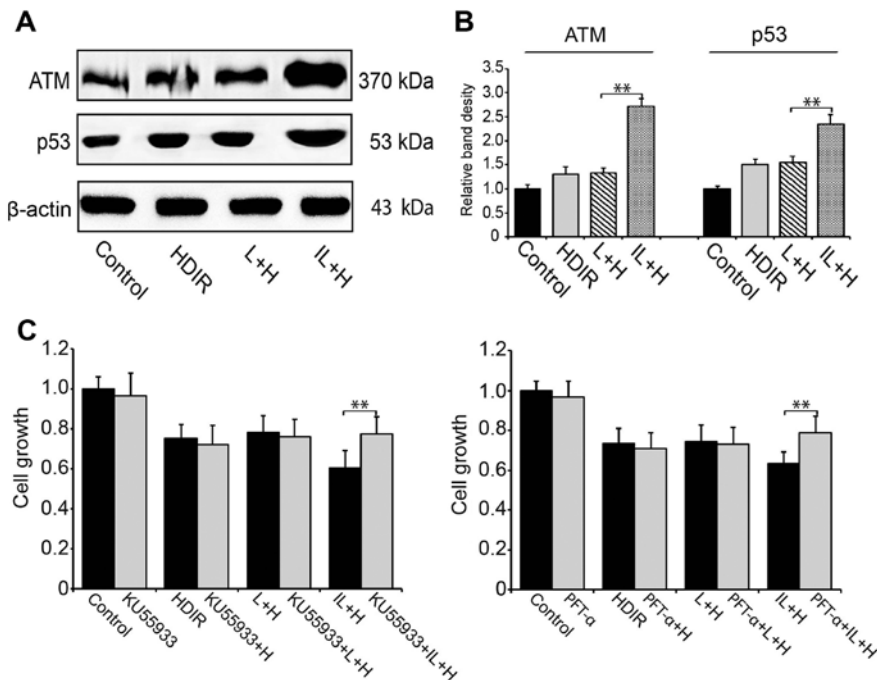 A
ATM
370 kDa
p53
53 kDa
β-actin
43 kDa
Control
HDIR
L+H
IL+H
B
ATM
p53
Relative band desity
3.5
3.0
2.5
2.0
1.5
1.0
0.5
0
**
**
Control
HDIR
L+H
IL+H
Control
HDIR
L+H
IL+H
C
Cell growth
1.2
1.0
0.8
0.6
0.4
0.2
0
**
Control
KU55933
HDIR
KU55933+H
L+H
KU55933+L+H
IL+H
KU55933+IL+H
Cell growth
1.2
1.0
0.8
0.6
0.4
0.2
0
**
Control
PFT-α
HDIR
PFT-α+H
L+H
PFT-α+L+H
IL+H
PFT-α+IL+H